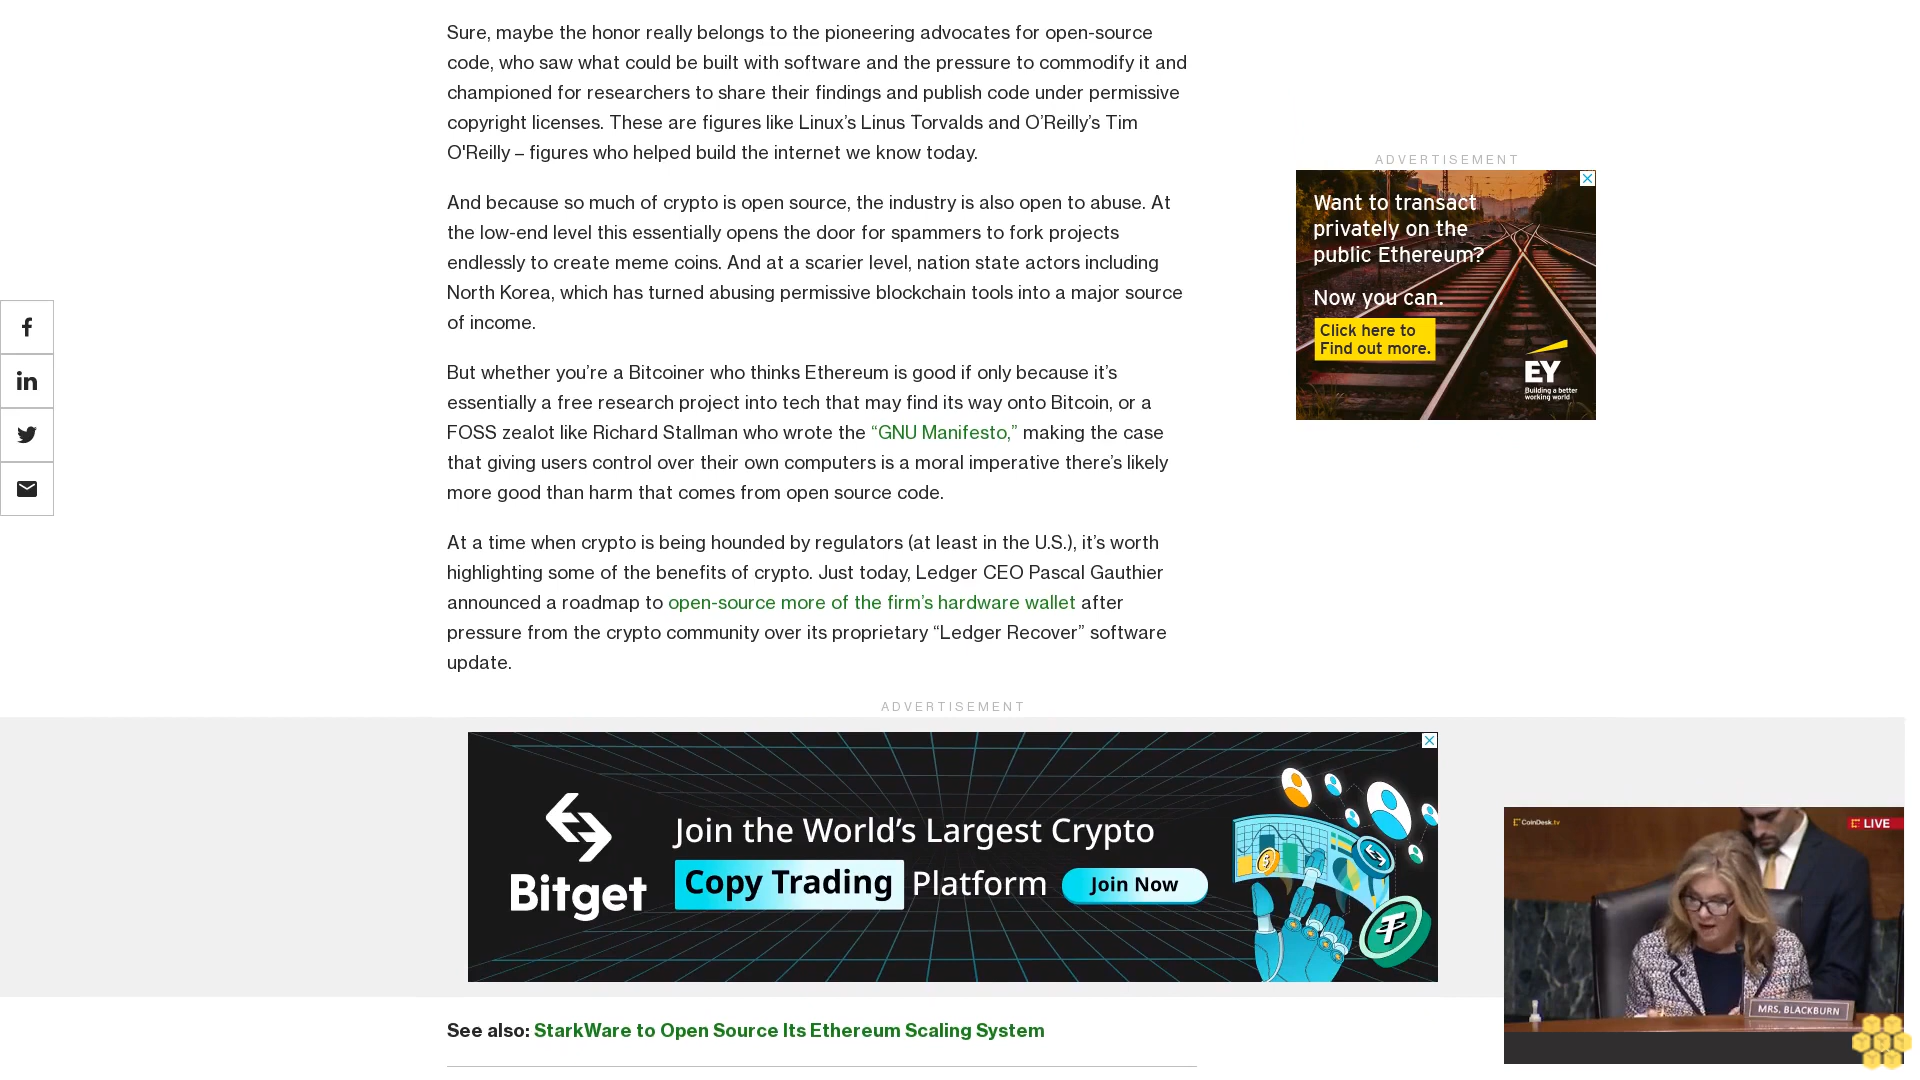 Sure, maybe the honor really belongs to the pioneering advocates for open-source
code, who saw what could be built with software and the pressure to commodify it and
championed for researchers to share their findings and publish code under permissive
copyright licenses. These are figures like Linux’s Linus Torvalds and O’Reilly’s Tim
O'Reilly – figures who helped build the internet we know today.
And because so much of crypto is open source, the industry is also open to abuse. At
the low-end level this essentially opens the door for spammers to fork projects
endlessly to create meme coins. And at a scarier level, nation state actors including
North Korea, which has turned abusing permissive blockchain tools into a major source
of income.
But whether you’re a Bitcoiner who thinks Ethereum is good if only because it’s
essentially a free research project into tech that may find its way onto Bitcoin, or a
FOSS zealot like Richard Stallman who wrote the “GNU Manifesto,” making the case
that giving users control over their own computers is a moral imperative there’s likely
more good than harm that comes from open source code.
At a time when crypto is being hounded by regulators (at least in the U.S.), it’s worth
highlighting some of the benefits of crypto. Just today, Ledger CEO Pascal Gauthier
announced a roadmap to open-source more of the firm’s hardware wallet after
pressure from the crypto community over its proprietary “Ledger Recover” software
update.
ADVERTISEMENT
Want to transact
privately on the
public Ethereum?
Now you can.
Click here to
Find out more.
EY
Building a better
working world
ADVERTISEMENT
Bitget
Join the World’s Largest Crypto
Copy Trading Platform
Join Now
CoinDesk.tv
LIVE
MRS. BLACKBURN
See also: StarkWare to Open Source Its Ethereum Scaling System